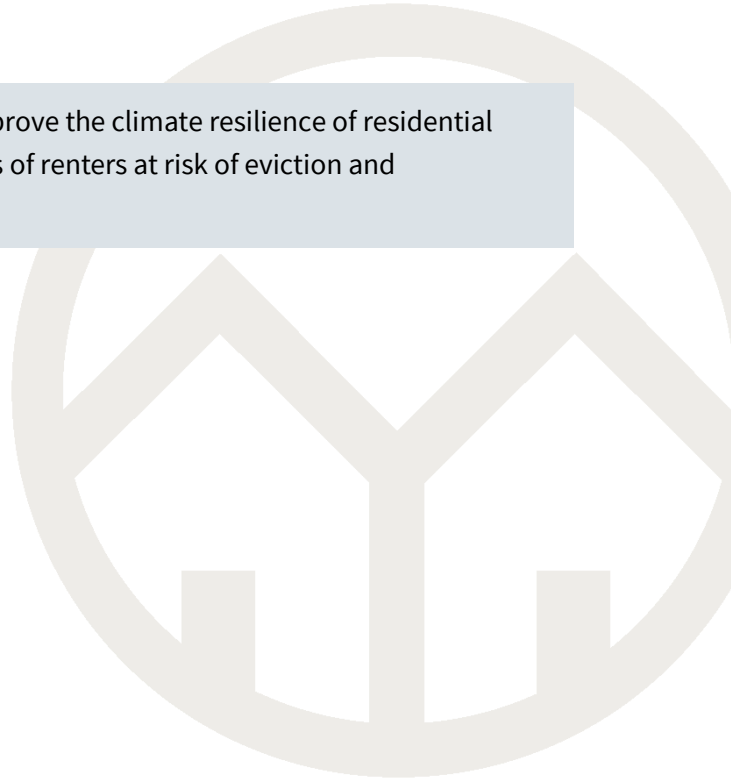 prove the climate resilience of residential
s of renters at risk of eviction and